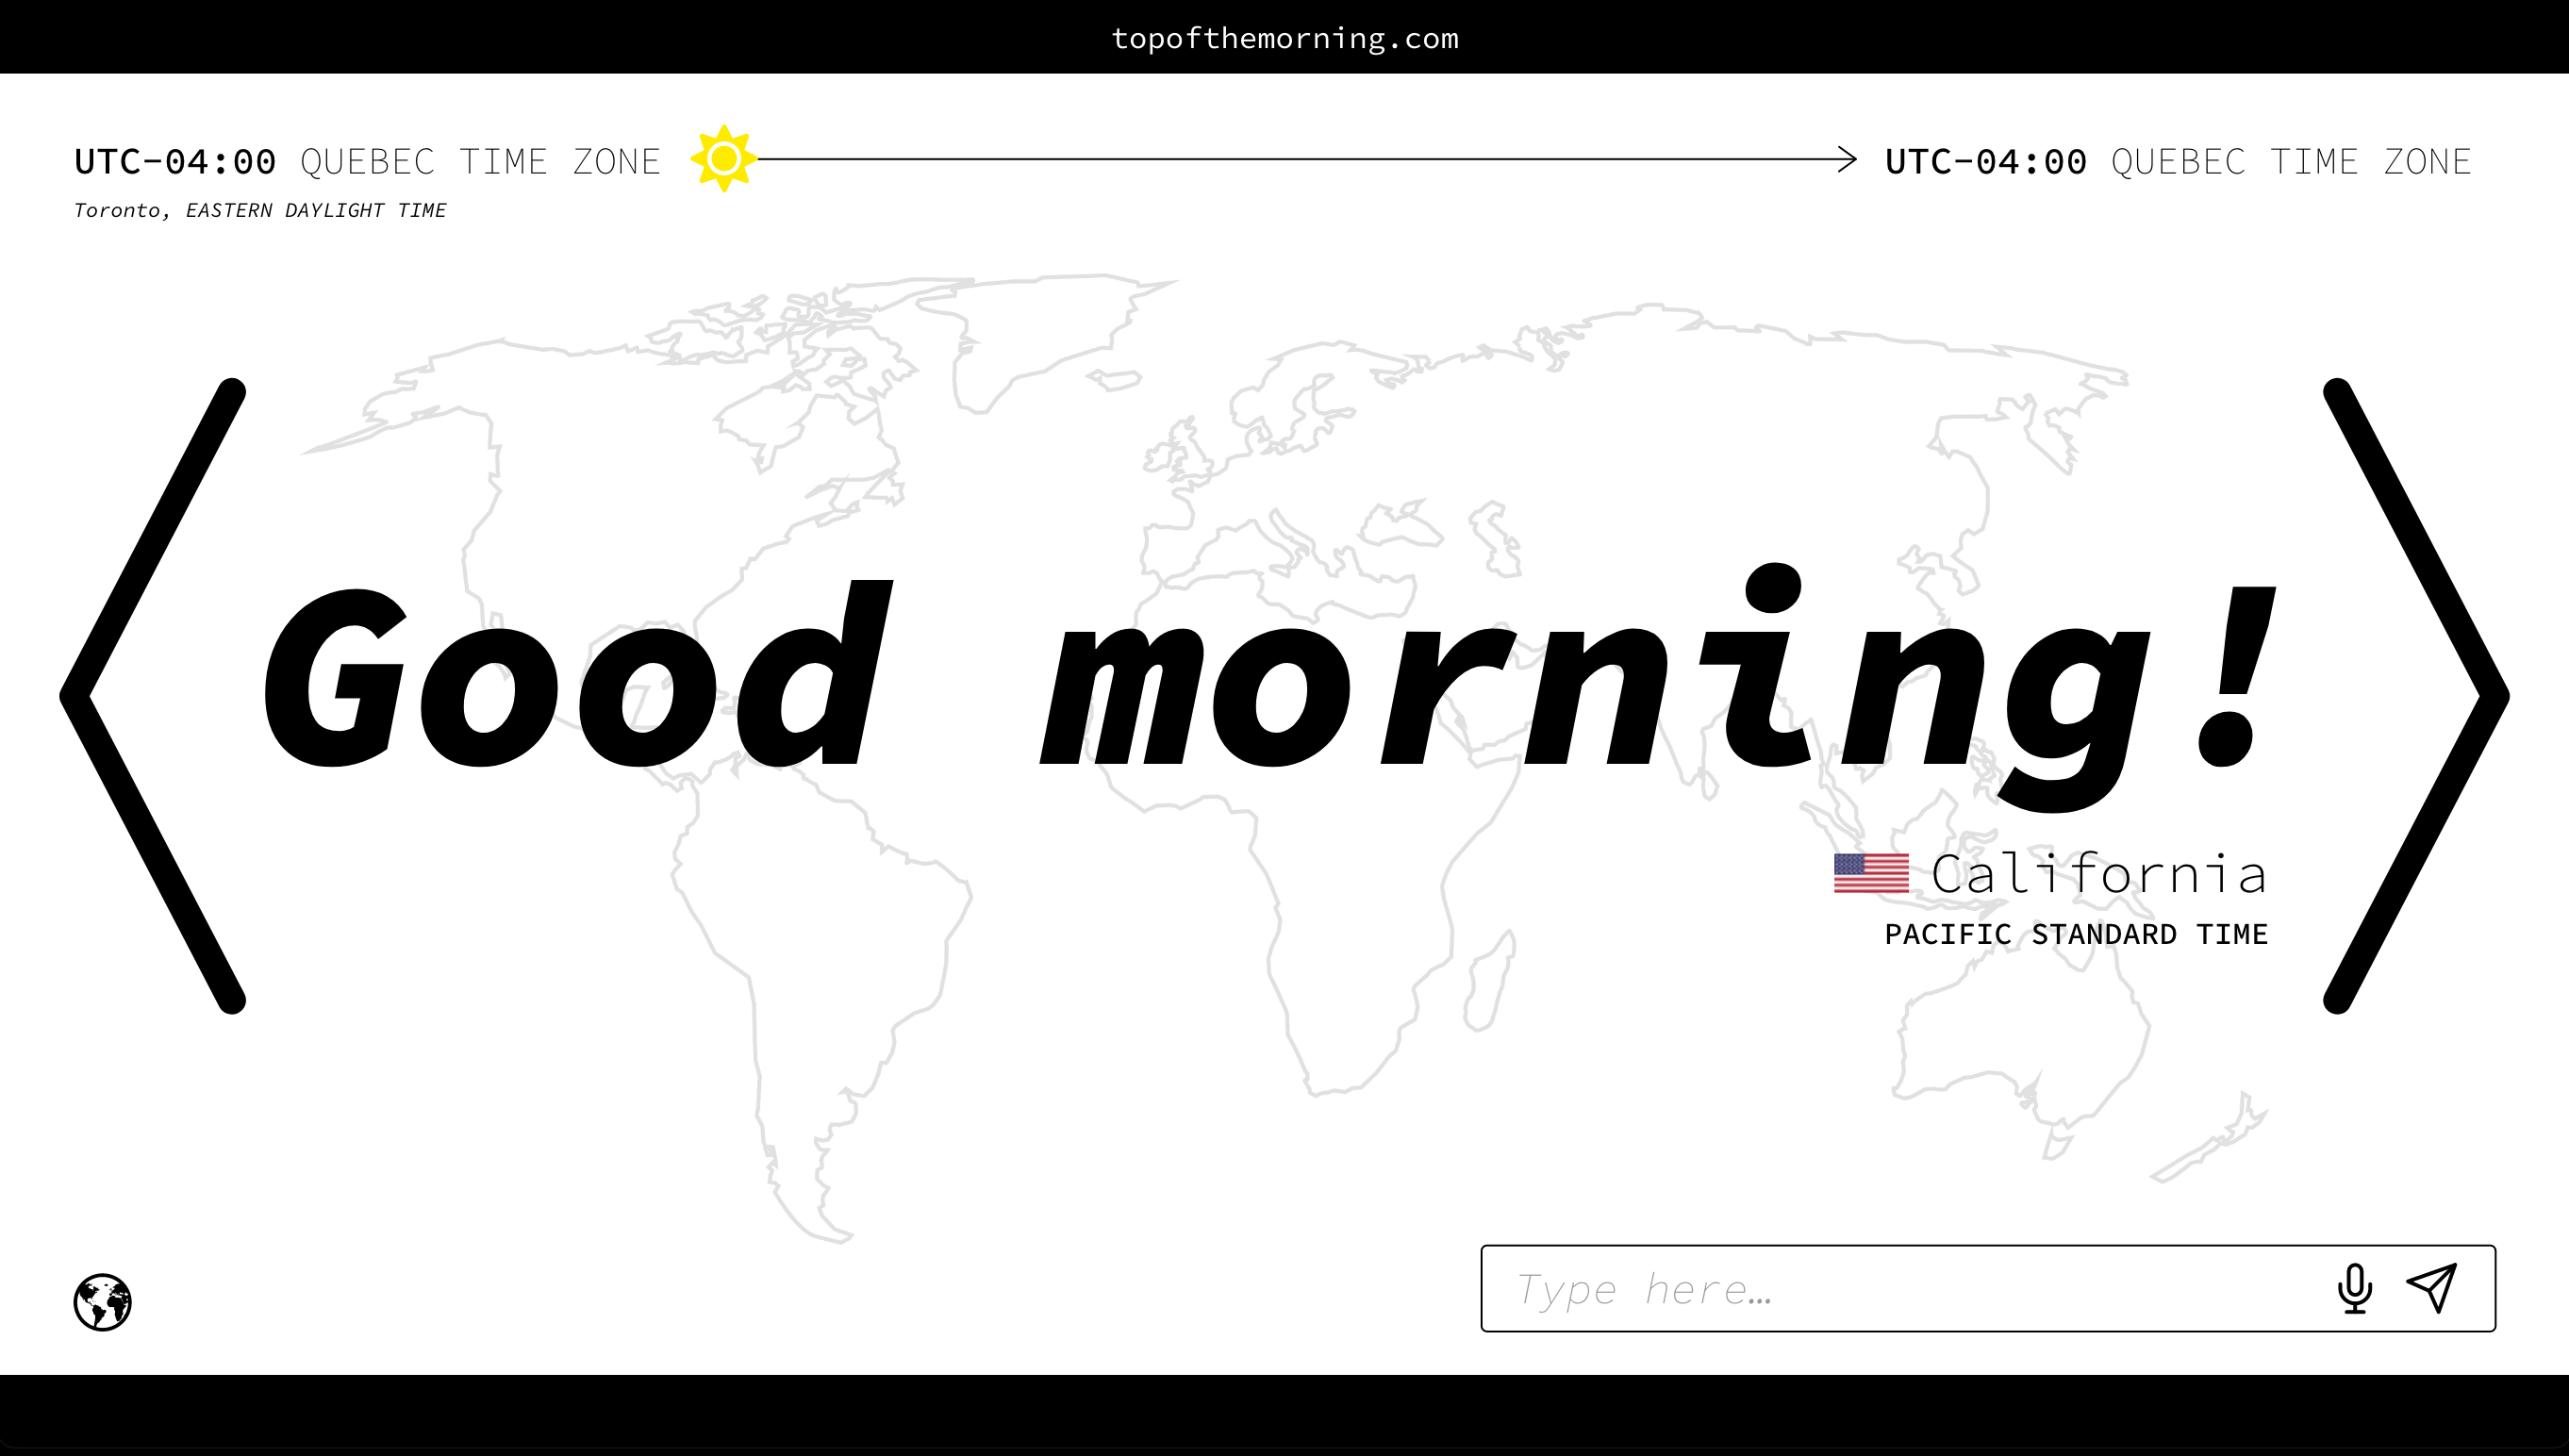 topofthemorning.com
UTC-04:00 QUEBEC TIME ZONE
UTC-04:00 QUEBEC TIME ZONE
Toronto, EASTERN DAYLIGHT TIME
Good morning!
California
PACIFIC STANDARD TIME
Type here…